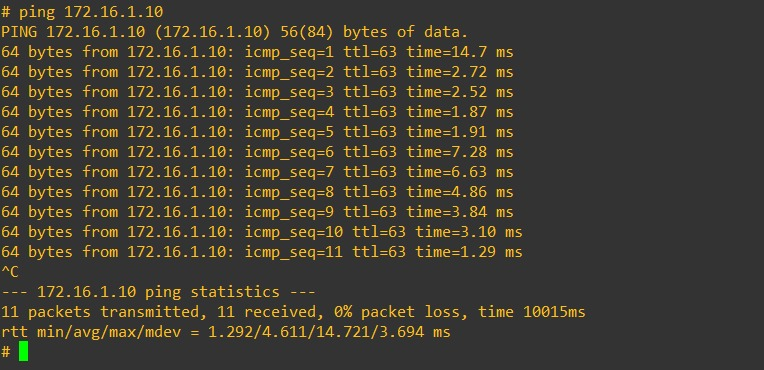 # ping 172.16.1.10
PING 172.16.1.10 (172.16.1.10) 56(84) bytes of data.
64 bytes from 172.16.1.10: icmp_seq=1 ttl=63 time=14.7 ms
64 bytes from 172.16.1.10: icmp_seq=2 ttl=63 time=2.72 ms
64 bytes from 172.16.1.10: icmp_seq=3 ttl=63 time=2.52 ms
64 bytes from 172.16.1.10: icmp_seq=4 ttl=63 time=1.87 ms
64 bytes from 172.16.1.10: icmp_seq=5 ttl=63 time=1.91 ms
64 bytes from 172.16.1.10: icmp_seq=6 ttl=63 time=7.28 ms
64 bytes from 172.16.1.10: icmp_seq=7 ttl=63 time=6.63 ms
64 bytes from 172.16.1.10: icmp_seq=8 ttl=63 time=4.86 ms
64 bytes from 172.16.1.10: icmp_seq=9 ttl=63 time=3.84 ms
64 bytes from 172.16.1.10: icmp_seq=10 ttl=63 time=3.10 ms
64 bytes from 172.16.1.10: icmp_seq=11 ttl=63 time=1.29 ms
^C
--- 172.16.1.10 ping statistics ---
11 packets transmitted, 11 received, 0% packet loss, time 10015ms
rtt min/avg/max/mdev = 1.292/4.611/14.721/3.694 ms
#